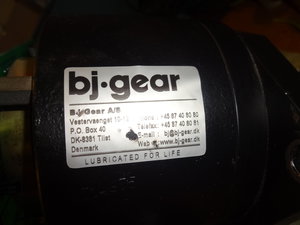 bj·gear
BJ-Gear A/S
Vestervaenget 10-12 +45 87 40 80 80
P.O. Box 40 Telefax: +45 87 40 80 81
DK-8381 Tilst E-mail : bj@bj-gear.dk
Denmark Web : www.bj-gear.dk
LUBRICATED FOR LIFE